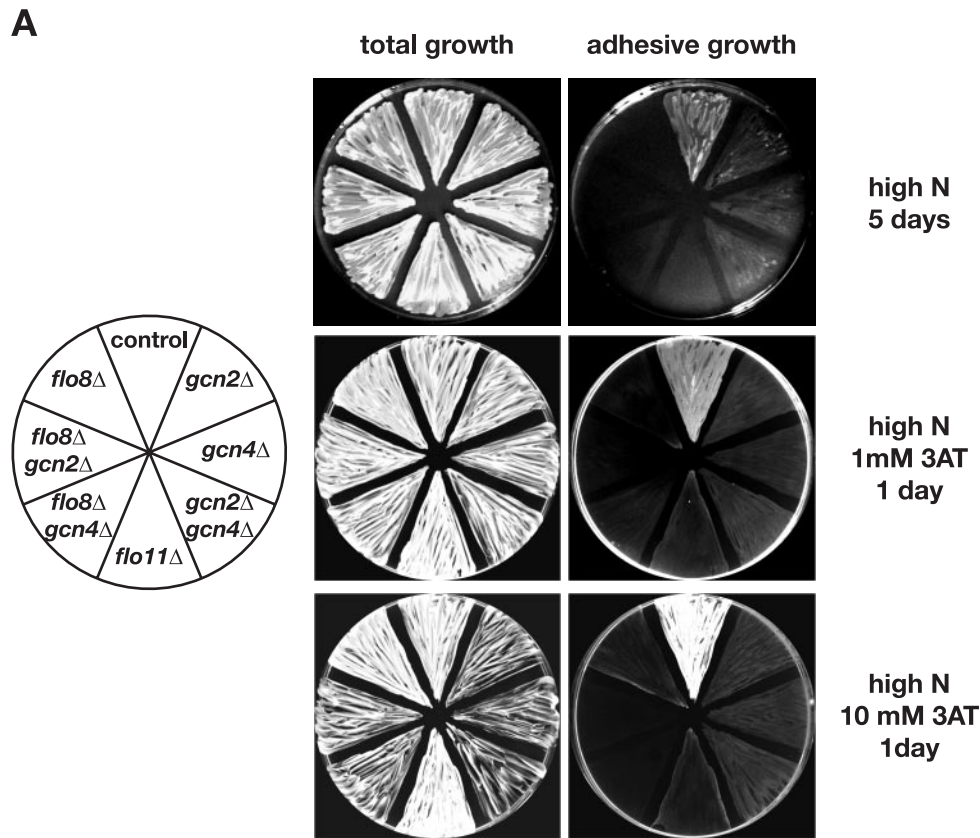 A
total growth
adhesive growth
high N
5 days
control
flo8Δ
gcn2Δ
flo8Δ
gcn2Δ
gcn4Δ
flo8Δ
gcn4Δ
gcn2Δ
gcn4Δ
flo11Δ
high N
1mM 3AT
1 day
high N
10 mM 3AT
1day